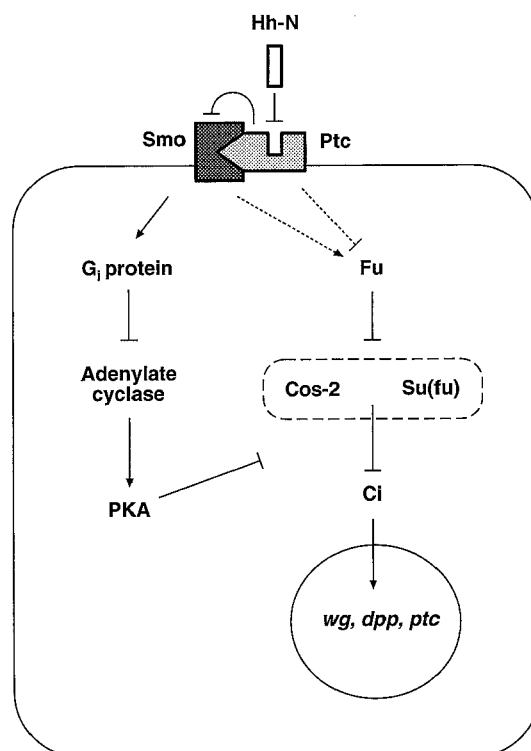 Hh-N
Smo
Ptc
Gi protein
Fu
Adenylate
cyclase
Cos-2
Su(fu)
PKA
Ci
wg, dpp, ptc